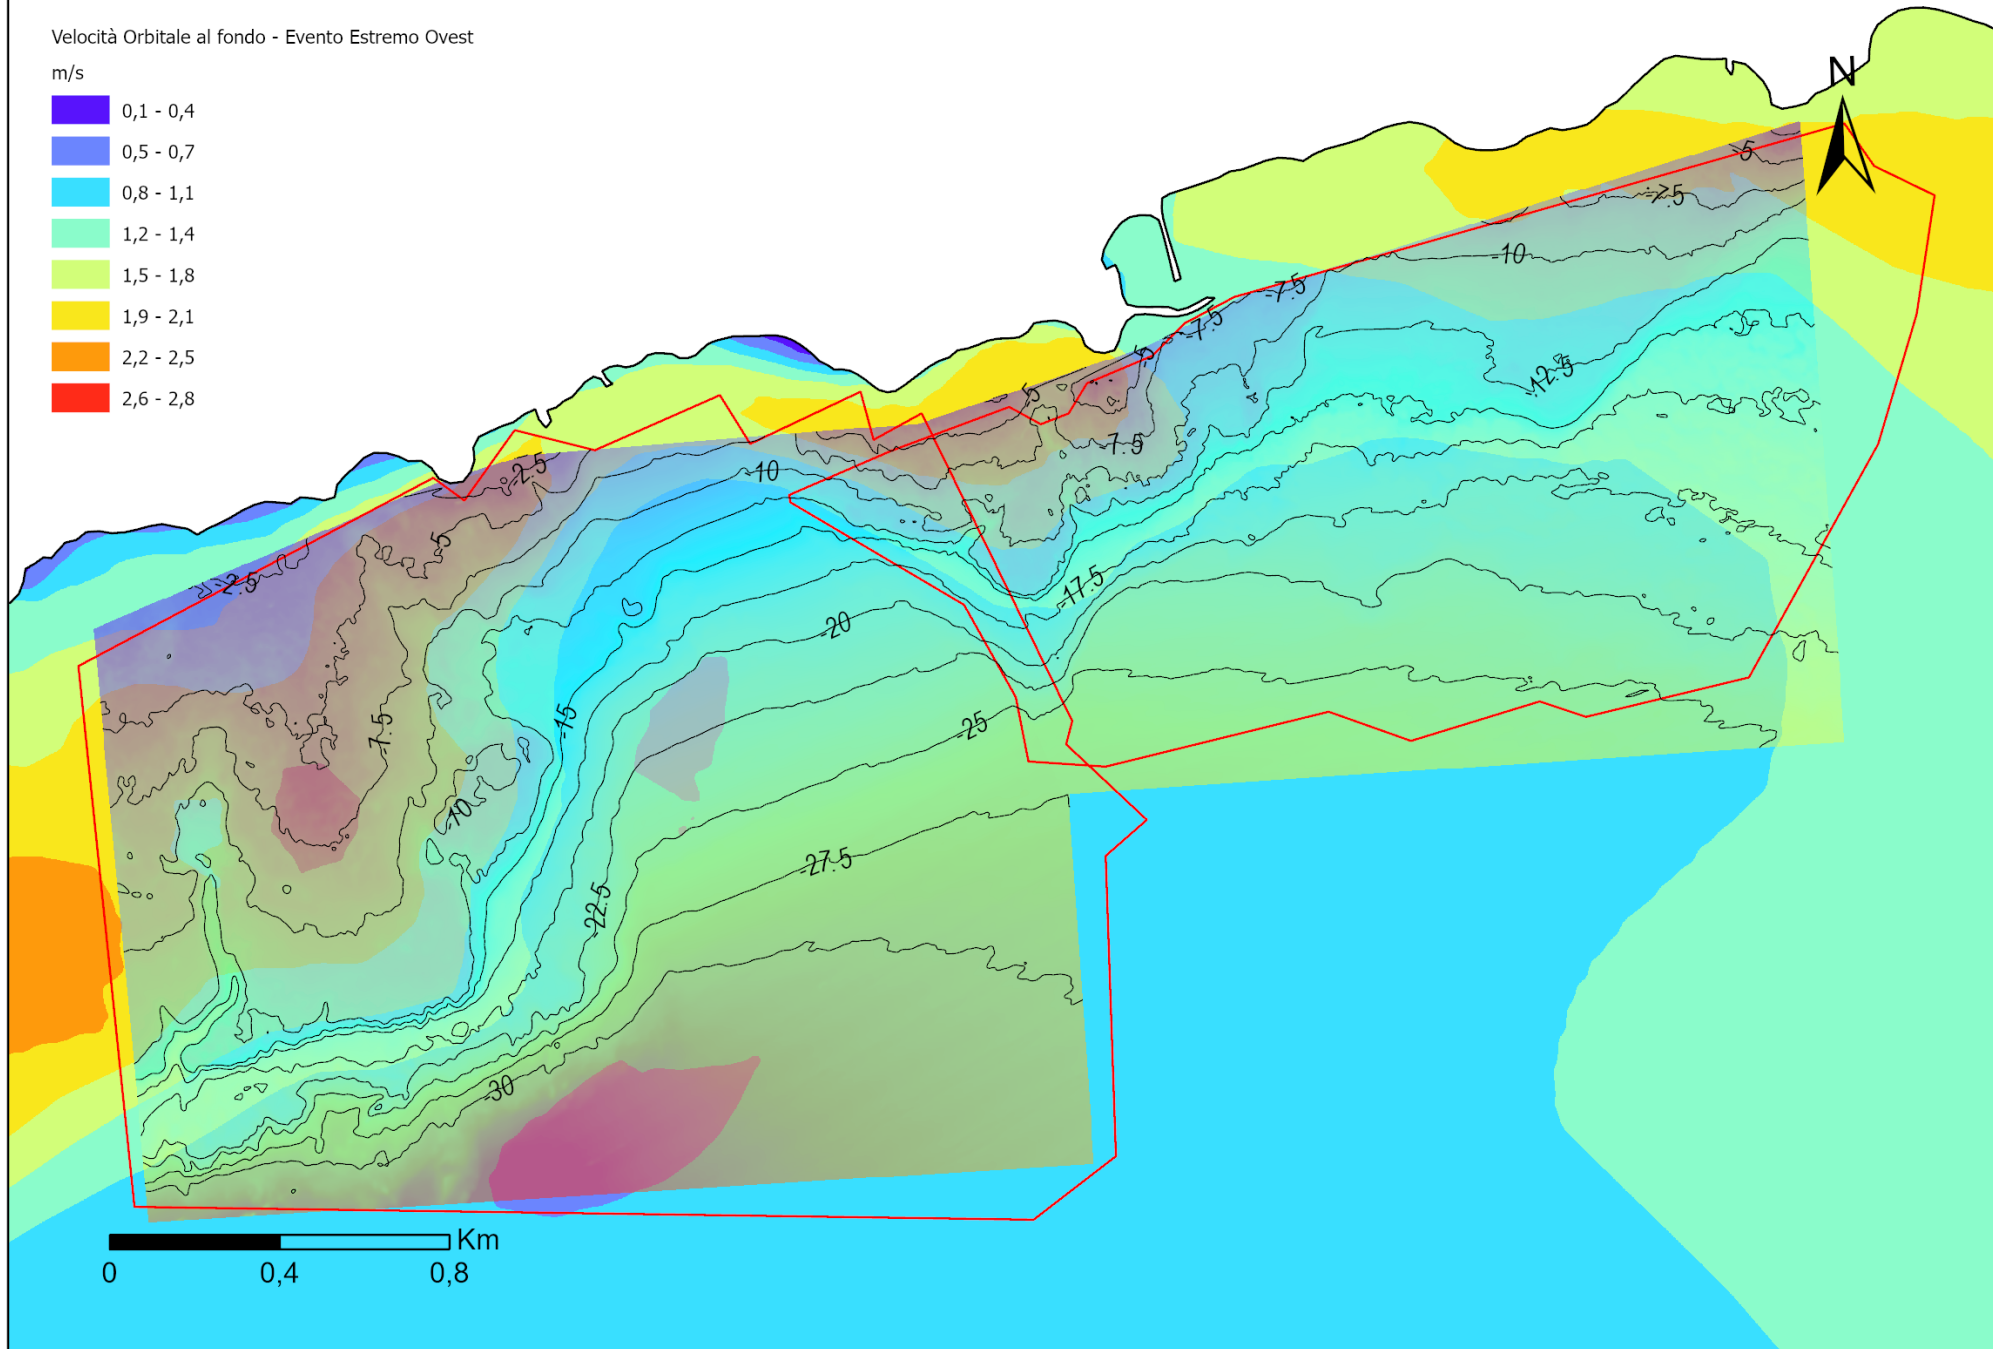 Velocità Orbitale al fondo - Evento Estremo Ovest
m/s
0,1 - 0,4
0,5 - 0,7
0,8 - 1,1
1,2 - 1,4
1,5 - 1,8
1,9 - 2,1
2,2 - 2,5
2,6 - 2,8
N
-5
-7.5
-10
-7.5
-7.5
-5
-12.5
-5
-7.5
-10
-2.5
-5
-2.5
-17.5
-20
-15
-7.5
-25
-10
-27.5
-22.5
-30
Km
0
0,4
0,8